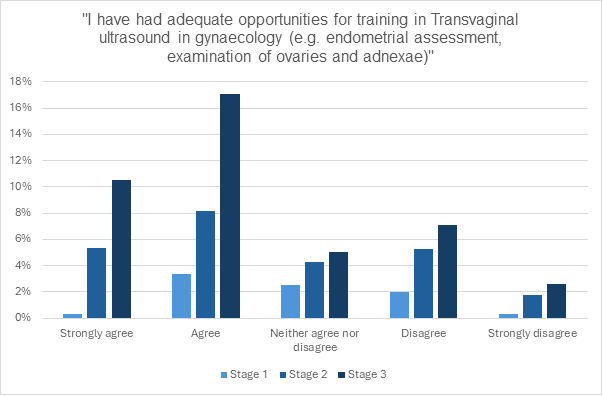 "I have had adequate opportunities for training in Transvaginal
ultrasound in gynaecology (e.g. endometrial assessment,
examination of ovaries and adnexae)"
18%
16%
14%
12%
10%
8%
6%
4%
2%
0%
Strongly agree
Agree
Neither agree nor
disagree
Disagree
Strongly disagree
Stage 1
Stage 2
Stage 3